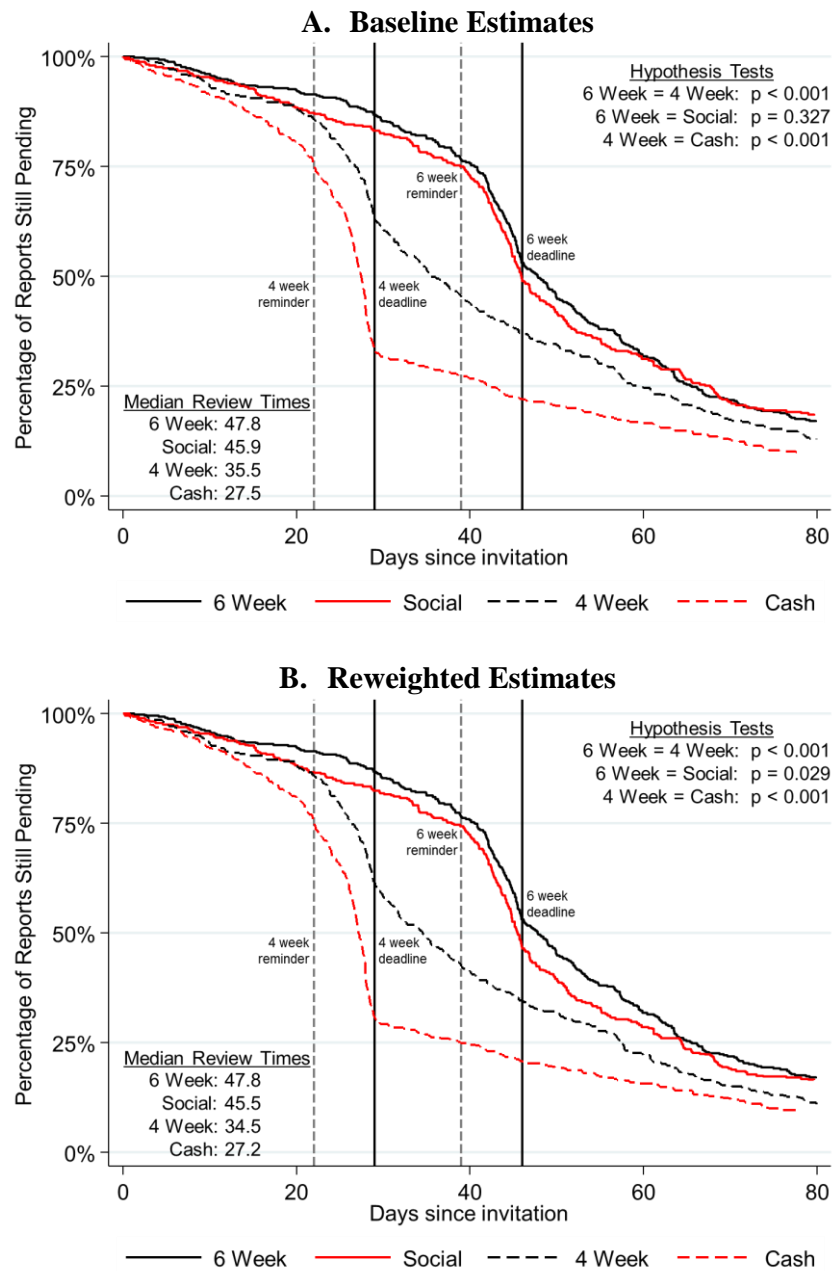 A. Baseline Estimates
Percentage of Reports Still Pending
100%
75%
50%
25%
0%
Hypothesis Tests
6 Week = 4 Week: p < 0.001
6 Week = Social: p = 0.327
4 Week = Cash: p < 0.001
6 week
reminder
6 week
deadline
4 week
reminder
4 week
deadline
Median Review Times
6 Week: 47.8
Social: 45.9
4 Week: 35.5
Cash: 27.5
0 20 40 60 80
Days since invitation
6 Week Social 4 Week Cash
B. Reweighted Estimates
Percentage of Reports Still Pending
100%
75%
50%
25%
0%
Hypothesis Tests
6 Week = 4 Week: p < 0.001
6 Week = Social: p = 0.029
4 Week = Cash: p < 0.001
6 week
reminder
6 week
deadline
4 week
reminder
4 week
deadline
Median Review Times
6 Week: 47.8
Social: 45.5
4 Week: 34.5
Cash: 27.2
0 20 40 60 80
Days since invitation
6 Week Social 4 Week Cash